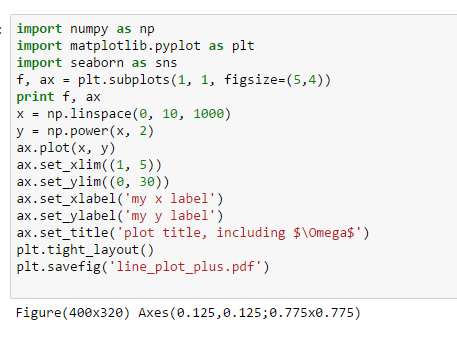 import numpy as np
import matplotlib.pyplot as plt
import seaborn as sns
f, ax = plt.subplots(1, 1, figsize=(5,4))
print f, ax
x = np.linspace(0, 10, 1000)
y = np.power(x, 2)
ax.plot(x, y)
ax.set_xlim((1, 5))
ax.set_ylim((0, 30))
ax.set_xlabel('my x label')
ax.set_ylabel('my y label')
ax.set_title('plot title, including $\Omega$')
plt.tight_layout()
plt.savefig('line_plot_plus.pdf')
Figure(400x320) Axes(0.125,0.125;0.775x0.775)